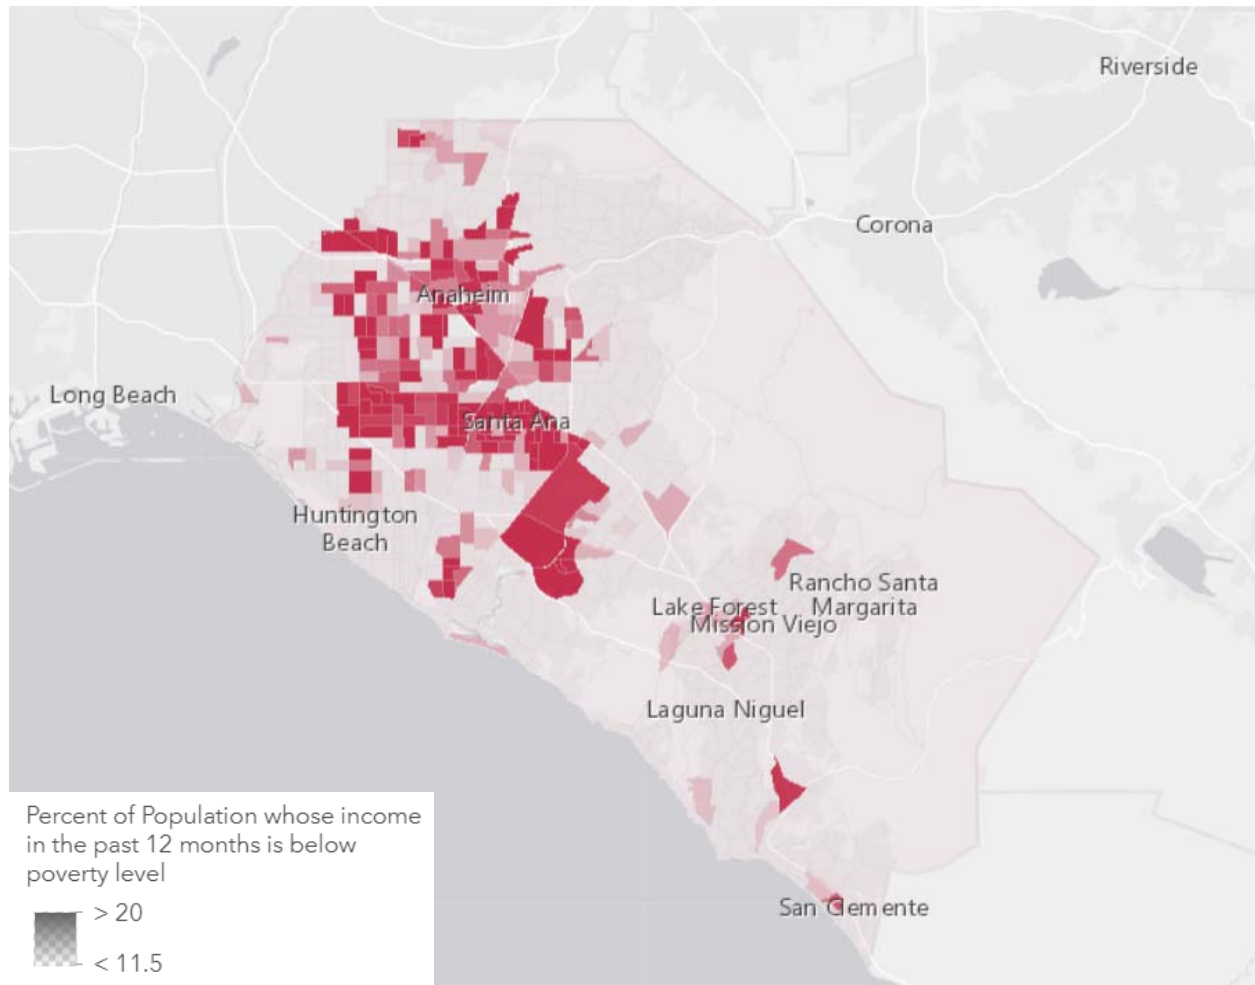 Riverside
Corona
Anaheim
Long Beach
Santa Ana
Huntington
Beach
Rancho Santa
Margarita
Lake Forest
Mission Viejo
Laguna Niguel
San Clemente
Percent of Population whose income
in the past 12 months is below
poverty level
> 20
< 11.5